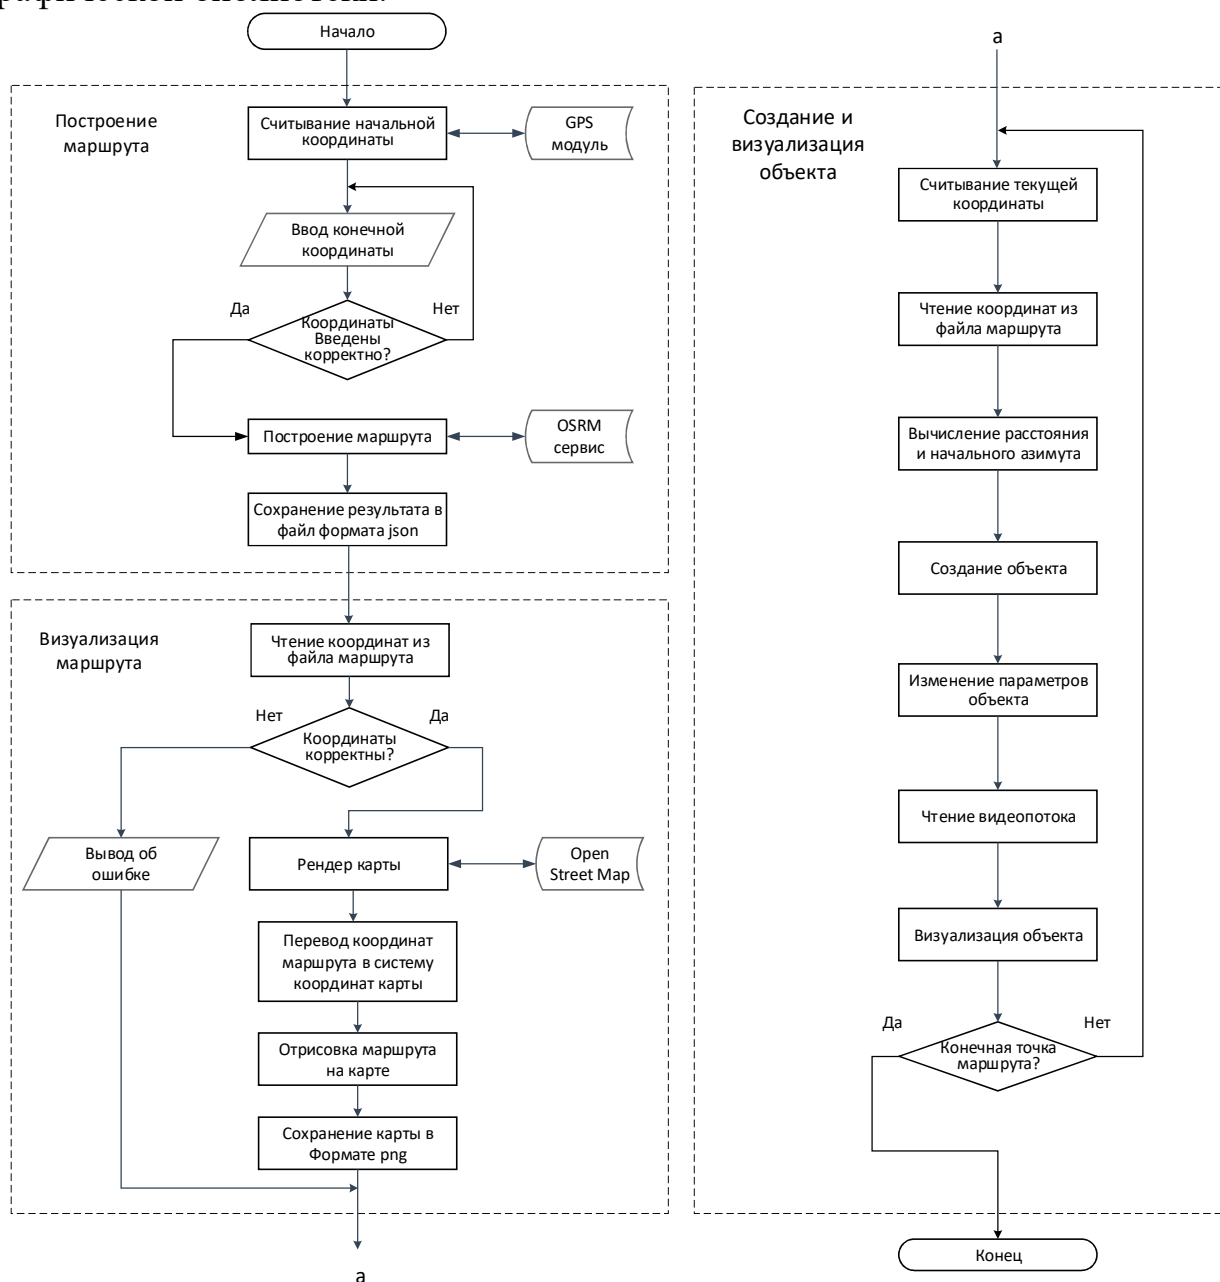 Начало
Построение
маршрута
Считывание начальной
координаты
GPS
модуль
Ввод конечной
координаты
Да
Нет
Координаты
Введены
корректно?
Построение маршрута
OSRM
сервис
Сохранение результата в
файл формата json
Визуализация
маршрута
Чтение координат из
файла маршрута
Нет
Да
Координаты
корректны?
Вывод об
ошибке
Рендер карты
Open
Street Map
Перевод координат
маршрута в систему
координат карты
Отрисовка маршрута
на карте
Сохранение карты в
Формате png
а
а
Создание и
визуализация
объекта
Считывание текущей
координаты
Чтение координат из
файла маршрута
Вычисление расстояния
и начального азимута
Создание объекта
Изменение параметров
объекта
Чтение видеопотока
Визуализация объекта
Да
Нет
Конечная точка
маршрута?
Конец